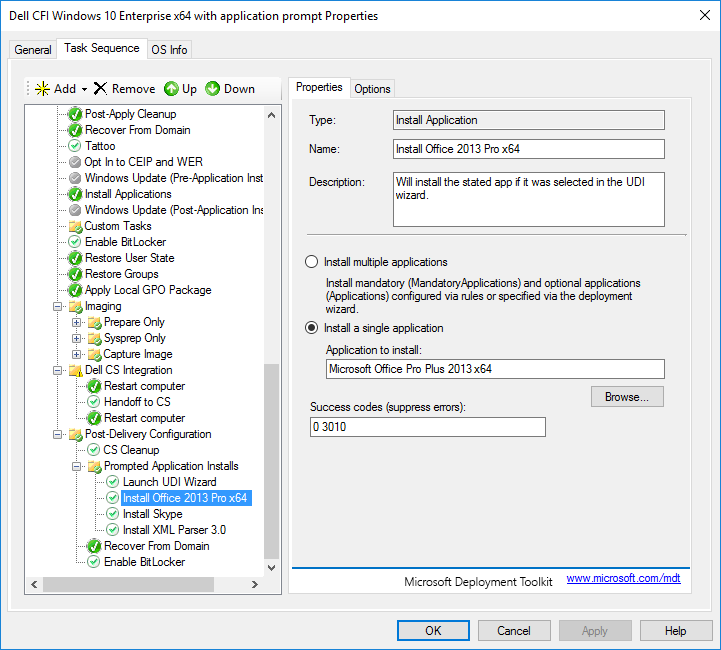 Dell CFI Windows 10 Enterprise x64 with application prompt Properties
General Task Sequence OS Info
Add Remove Up Down
Post-Apply Cleanup
Recover From Domain
Tattoo
Opt In to CEIP and WER
Windows Update (Pre-Application Inst
Install Applications
Windows Update (Post-Application Ins
Custom Tasks
Enable BitLocker
Restore User State
Restore Groups
Apply Local GPO Package
Imaging
Prepare Only
Sysprep Only
Capture Image
Dell CS Integration
Restart computer
Handoff to CS
Restart computer
Post-Delivery Configuration
CS Cleanup
Prompted Application Installs
Launch UDI Wizard
Install Office 2013 Pro x64
Install Skype
Install XML Parser 3.0
Recover From Domain
Enable BitLocker
Properties Options
Type: Install Application
Name: Install Office 2013 Pro x64
Description: Will install the stated app if it was selected in the UDI
wizard.
Install multiple applications
Install mandatory (MandatoryApplications) and optional applications
(Applications) configured via rules or specified via the deployment
wizard.
Install a single application
Application to install:
Microsoft Office Pro Plus 2013 x64
Browse...
Success codes (suppress errors):
0 3010
Microsoft Deployment Toolkit www.microsoft.com/mdt
OK Cancel Apply Help